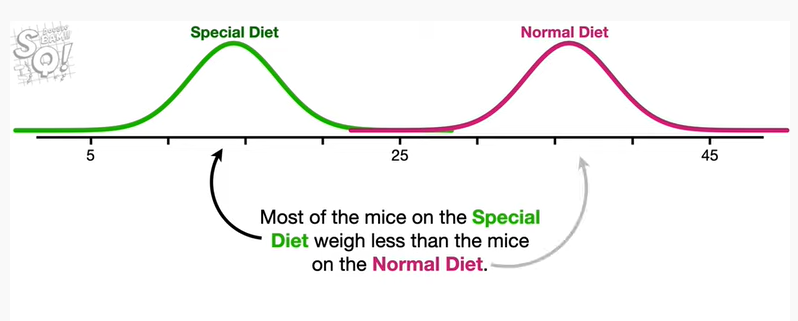 Special Diet
Normal Diet
5
25
45
Most of the mice on the Special
Diet weigh less than the mice
on the Normal Diet.